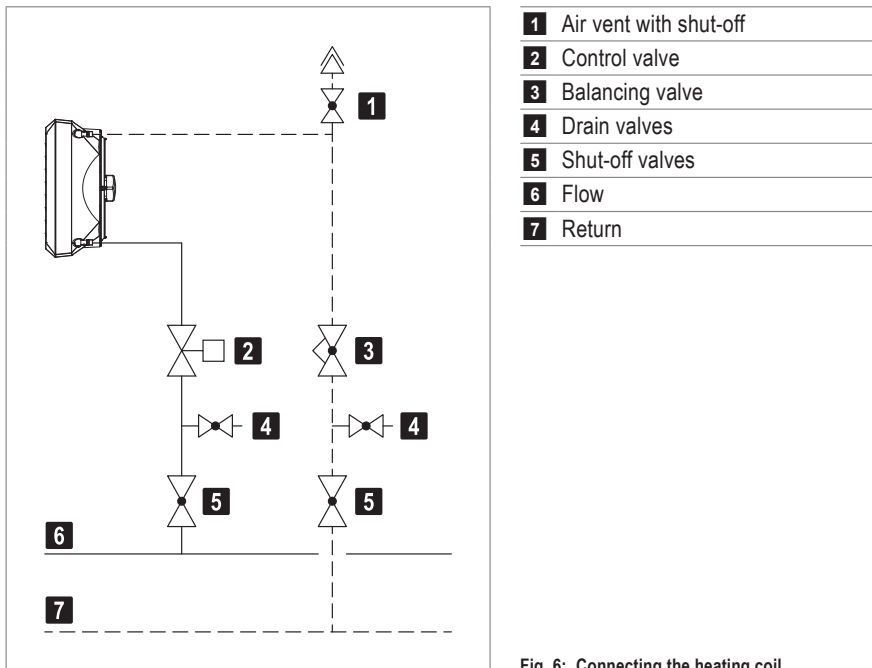 1
2
3
4
4
5
5
6
7
1 Air vent with shut-off
2 Control valve
3 Balancing valve
4 Drain valves
5 Shut-off valves
6 Flow
7 Return
Fig. 6: Connecting the heating coil